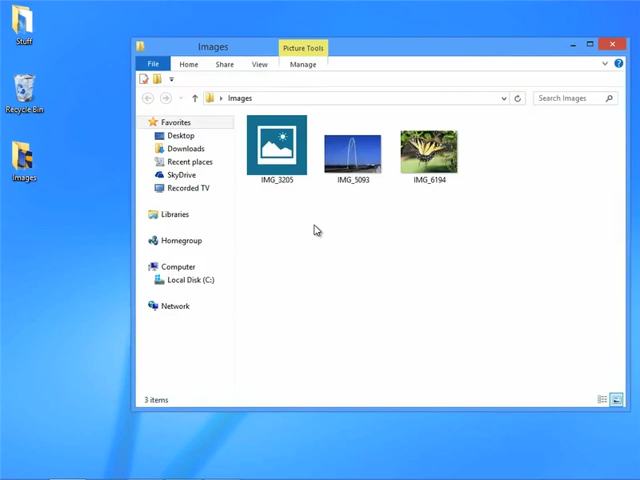 Stuff
Recycle Bin
Images
Images
Picture Tools
File
Home
Share
View
Manage
Images
Search Images
Favorites
Desktop
Downloads
Recent places
SkyDrive
Recorded TV
Libraries
Homegroup
Computer
Local Disk (C:)
Network
IMG_3205
IMG_5093
IMG_6194
3 items